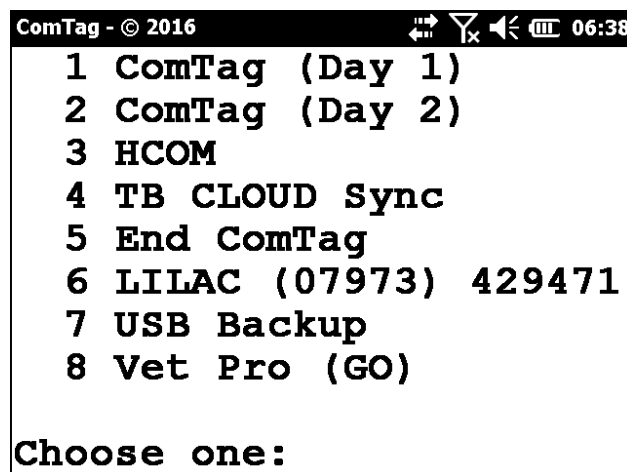 ComTag - © 2016 06:38
1 ComTag (Day 1)
2 ComTag (Day 2)
3 HCOM
4 TB CLOUD Sync
5 End ComTag
6 LILAC (07973) 429471
7 USB Backup
8 Vet Pro (GO)
Choose one: